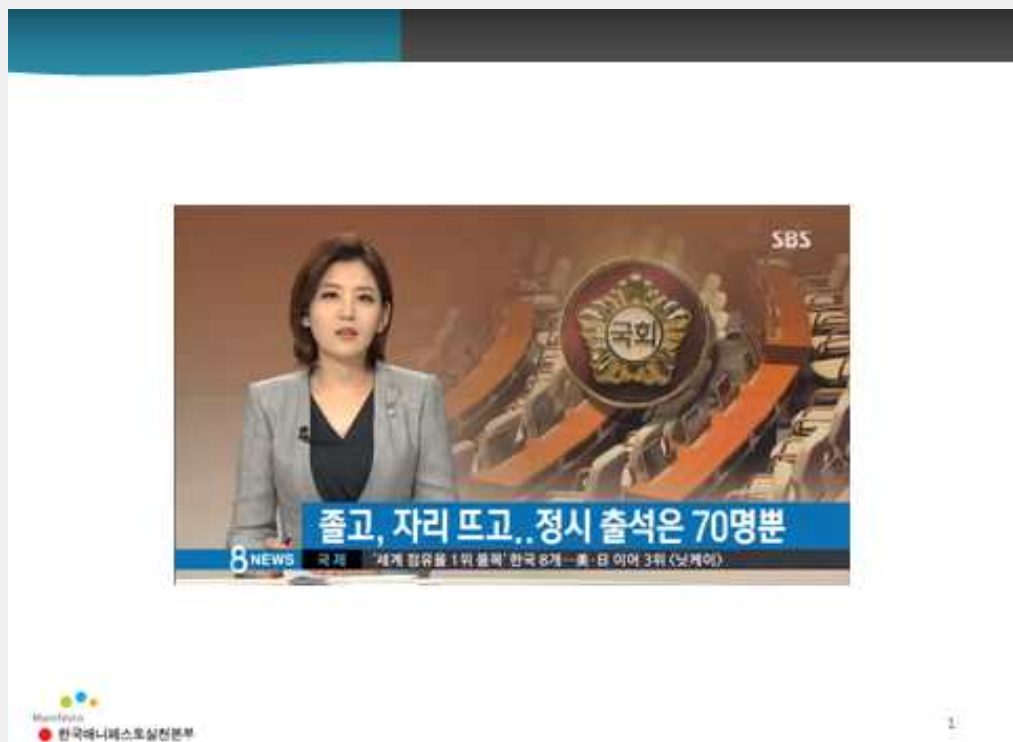 SBS
국회
졸고, 자리 뜨고..정시 출석은 70명뿐
8 NEWS 국 제 '세계 점유율 1위 품목' 한국 8개…美·日 이어 3위 <닛케이>
Manifesto
한국매니페스토실천본부
1